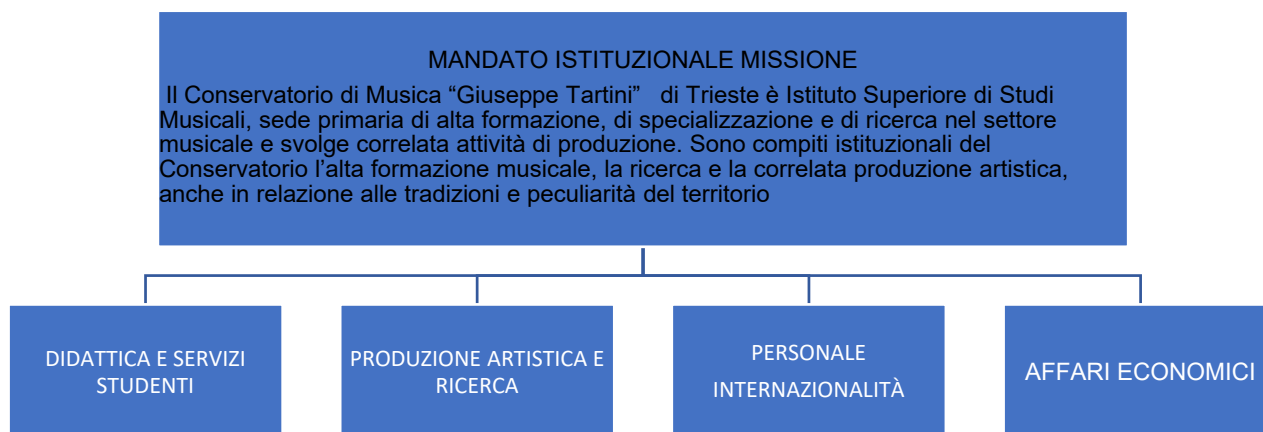 MANDATO ISTITUZIONALE MISSIONE
Il Conservatorio di Musica “Giuseppe Tartini” di Trieste è Istituto Superiore di Studi
Musicali, sede primaria di alta formazione, di specializzazione e di ricerca nel settore
musicale e svolge correlata attività di produzione. Sono compiti istituzionali del
Conservatorio l’alta formazione musicale, la ricerca e la correlata produzione artistica,
anche in relazione alle tradizioni e peculiarità del territorio
DIDATTICA E SERVIZI
STUDENTI
PRODUZIONE ARTISTICA E
RICERCA
PERSONALE
INTERNAZIONALITÀ
AFFARI ECONOMICI